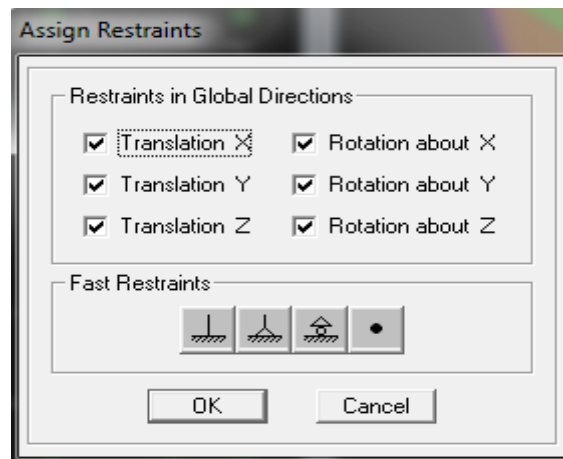 Assign Restraints
Restraints in Global Directions
Translation X Rotation about X
Translation Y Rotation about Y
Translation Z Rotation about Z
Fast Restraints
OK Cancel